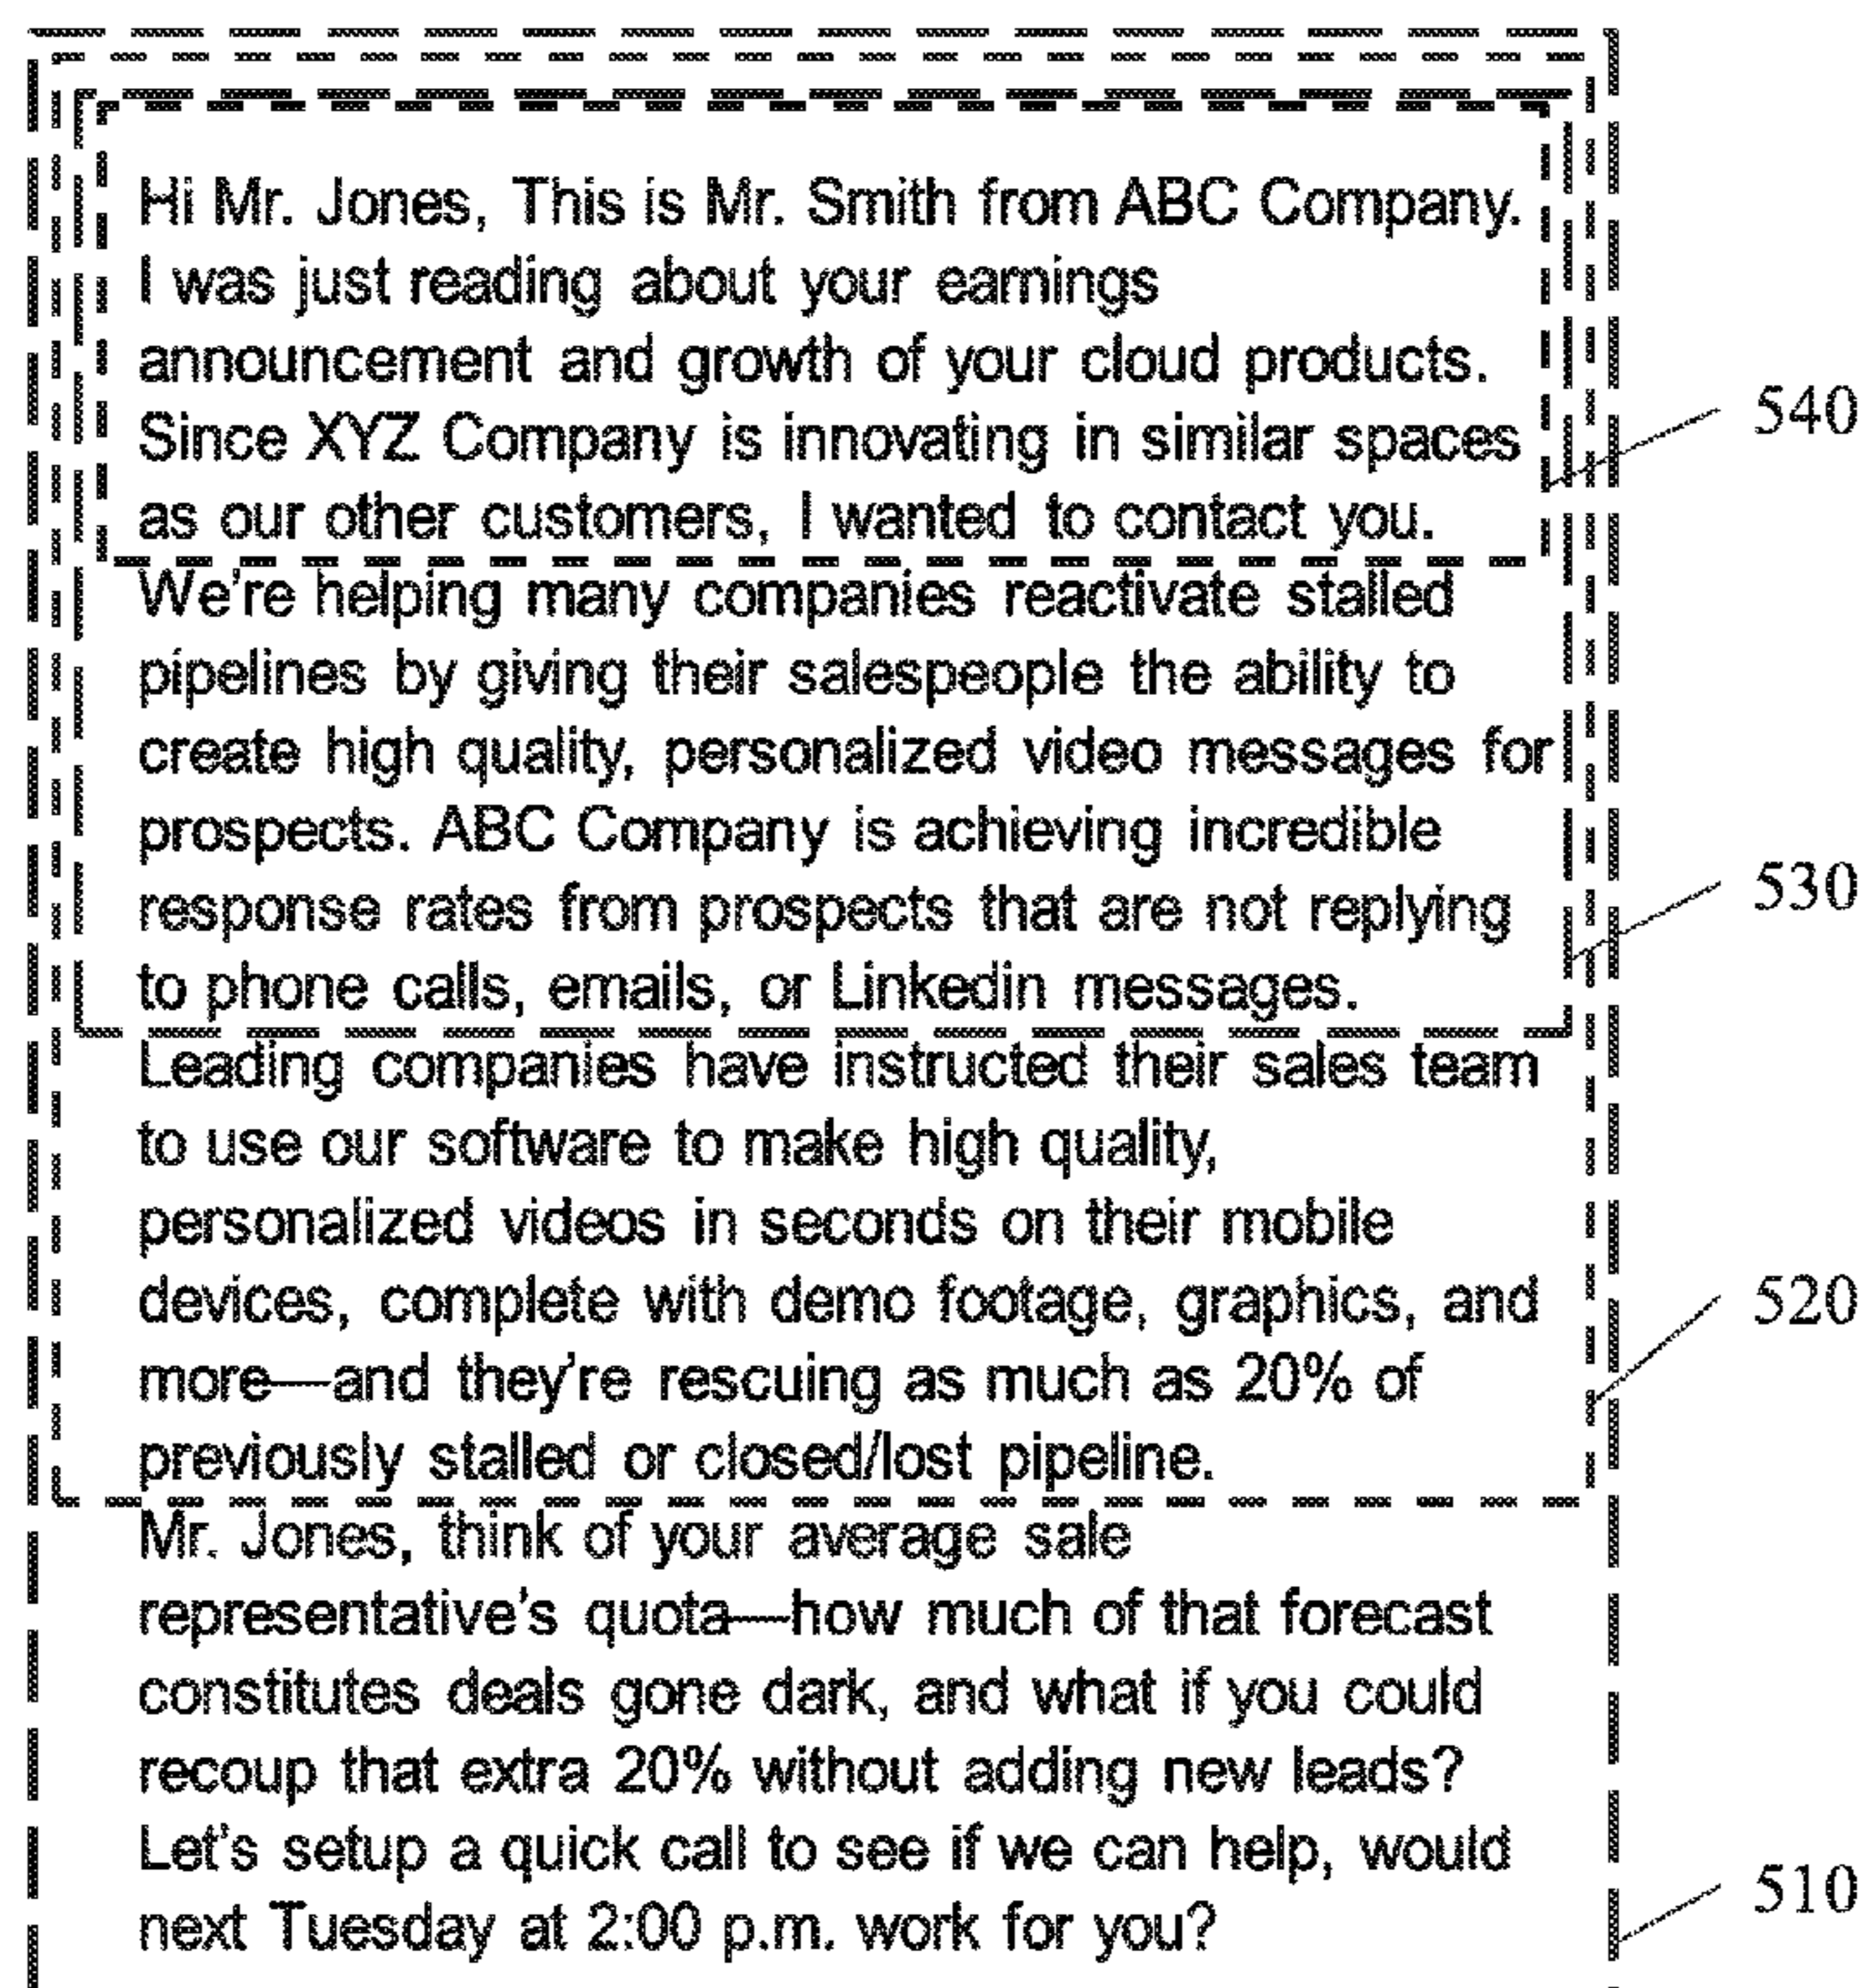 Hi Mr. Jones, This is Mr. Smith from ABC Company.
I was just reading about your earnings
announcement and growth of your cloud products.
Since XYZ Company is innovating in similar spaces
as our other customers, I wanted to contact you.
540
We're helping many companies reactivate stalled
pipelines by giving their salespeople the ability to
create high quality, personalized video messages for
prospects. ABC Company is achieving incredible
response rates from prospects that are not replying
530
to phone calls, emails, or Linkedin messages.
Leading companies have instructed their sales team
to use our software to make high quality,
personalized videos in seconds on their mobile
devices, complete with demo footage, graphics, and
520
more—and they're rescuing as much as 20% of
previously stalled or closed/lost pipeline.
Mr. Jones, think of your average sale
representative's quota—how much of that forecast
constitutes deals gone dark, and what if you could
recoup that extra 20% without adding new leads?
Let's setup a quick call to see if we can help, would
510
next Tuesday at 2:00 p.m. work for you?